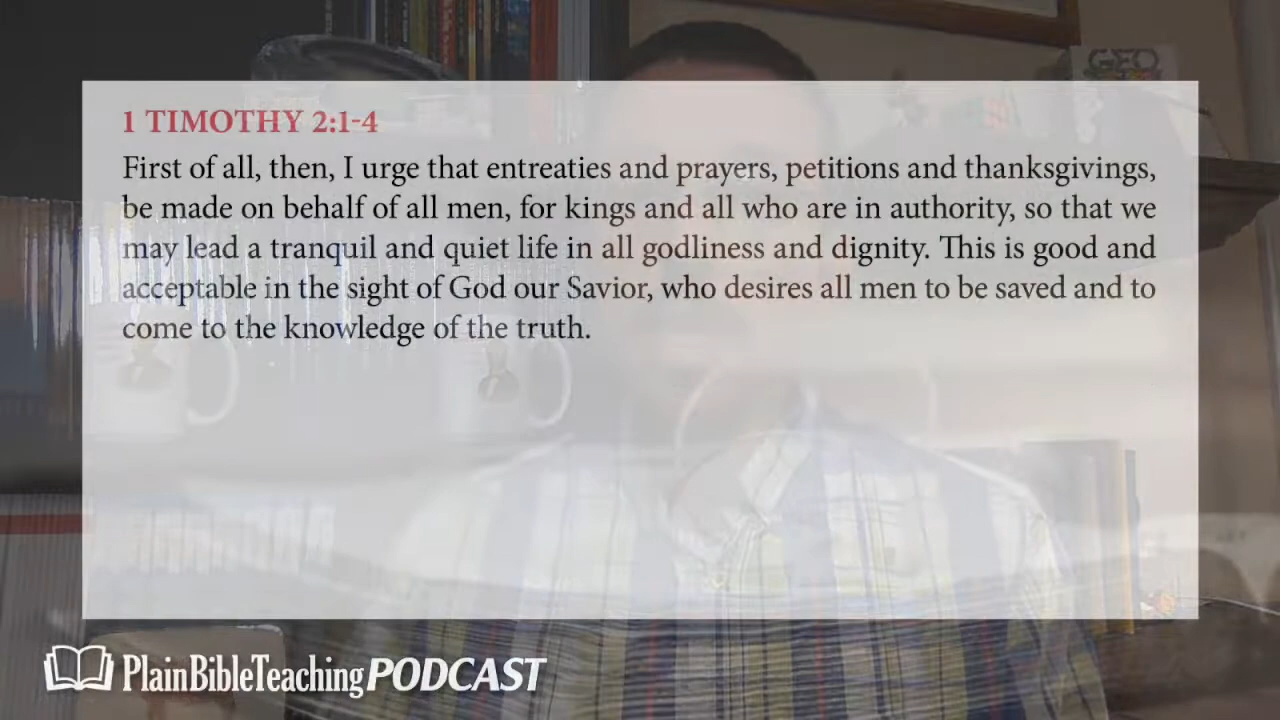 GEO
1 TIMOTHY 2:1-4
First of all, then, I urge that entreaties and prayers, petitions and thanksgivings,
be made on behalf of all men, for kings and all who are in authority, so that we
may lead a tranquil and quiet life in all godliness and dignity. This is good and
acceptable in the sight of God our Savior, who desires all men to be saved and to
come to the knowledge of the truth.
PlainBibleTeaching PODCAST